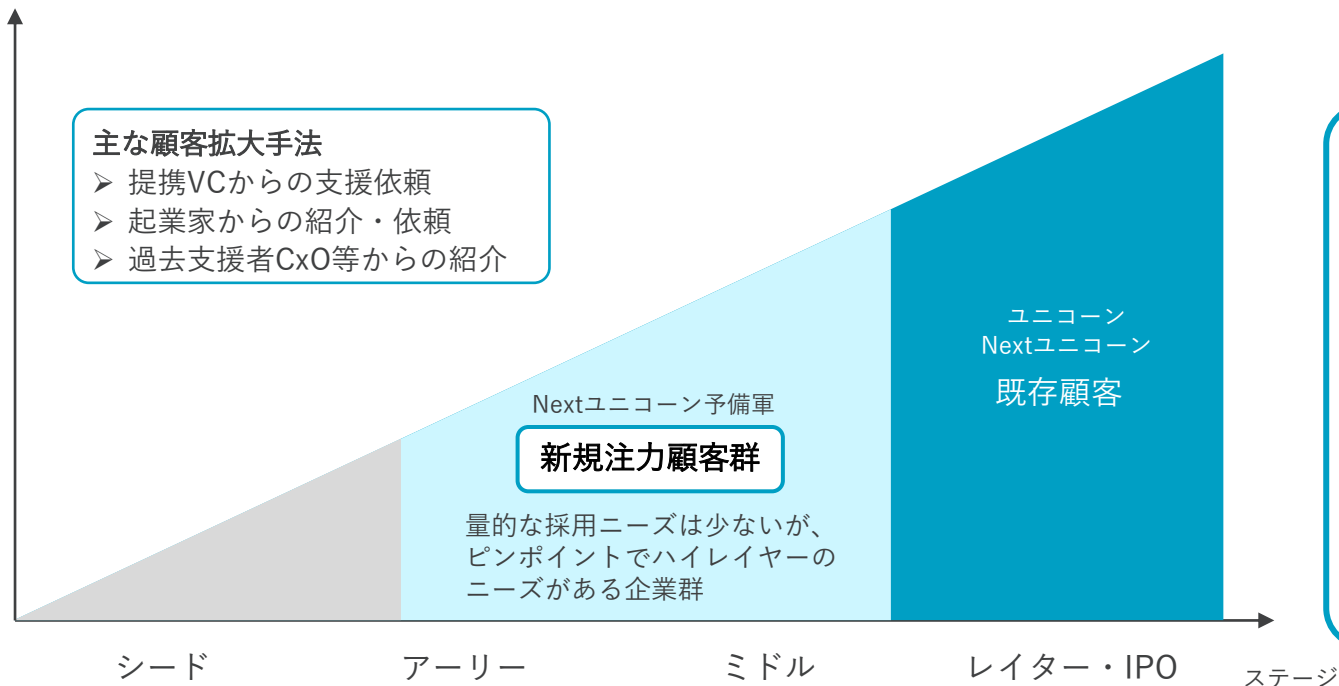 主な顧客拡大手法
➢ 提携VCからの支援依頼
➢ 起業家からの紹介・依頼
➢ 過去支援者CxO等からの紹介
ユニコーン
Nextユニコーン
既存顧客
Nextユニコーン予備軍
新規注力顧客群
量的な採用ニーズは少ないが、
ピンポイントでハイレイヤーの
ニーズがある企業群
シード
アーリー
ミドル
レイター・IPO
ステージ